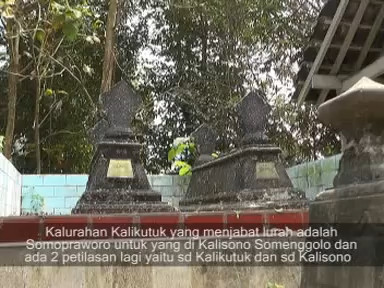 Kalurahan Kalikutuk yang menjabat lurah adalah
Somopraworo untuk yang di Kalisono Somenggolo dan
ada 2 petilasan lagi yaitu sd Kalikutuk dan sd Kalisono